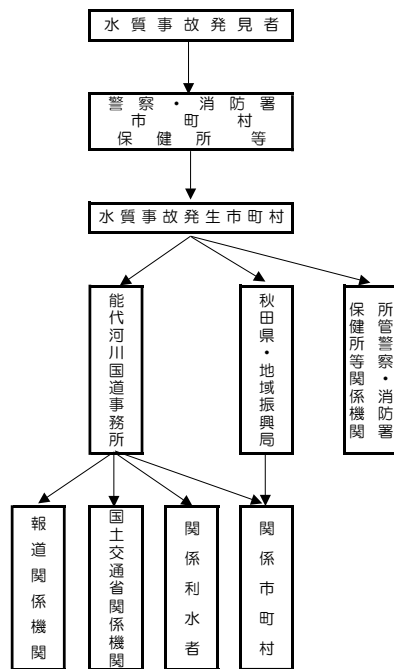 水質事故発見者
警察・消防署
市町村
保健所等
水質事故発生市町村
能代河川国道事務所
秋田県・地域振興局
所管警察・消防署
保健所等関係機関
報道関係機関
国土交通省関係機関
関係利水者
関係市町村